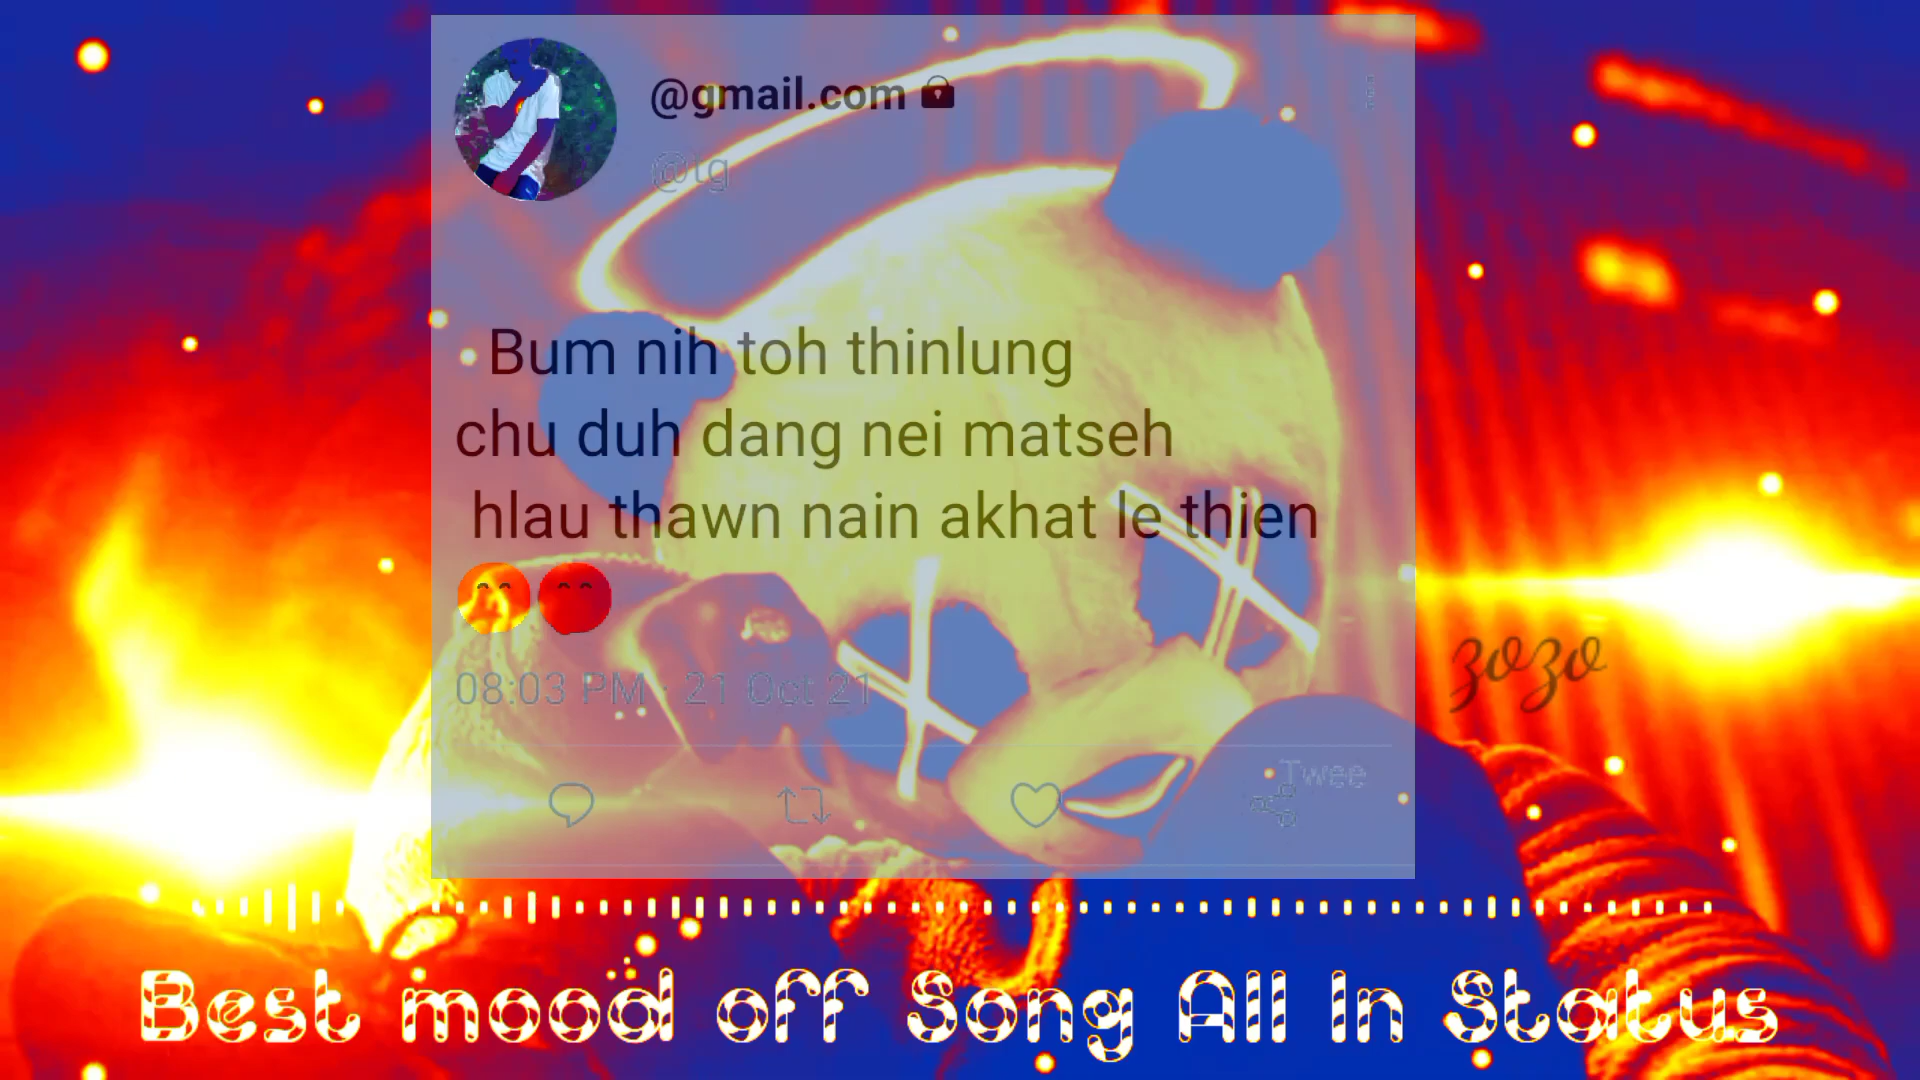 @gmail.com
@tg
Bum nih toh thinlung
chu duh dang nei matseh
hlau thawn nain akhat le thien
08:03 PM · 21 Oct 21
Twee
zozo
Best mood off Song All In Status